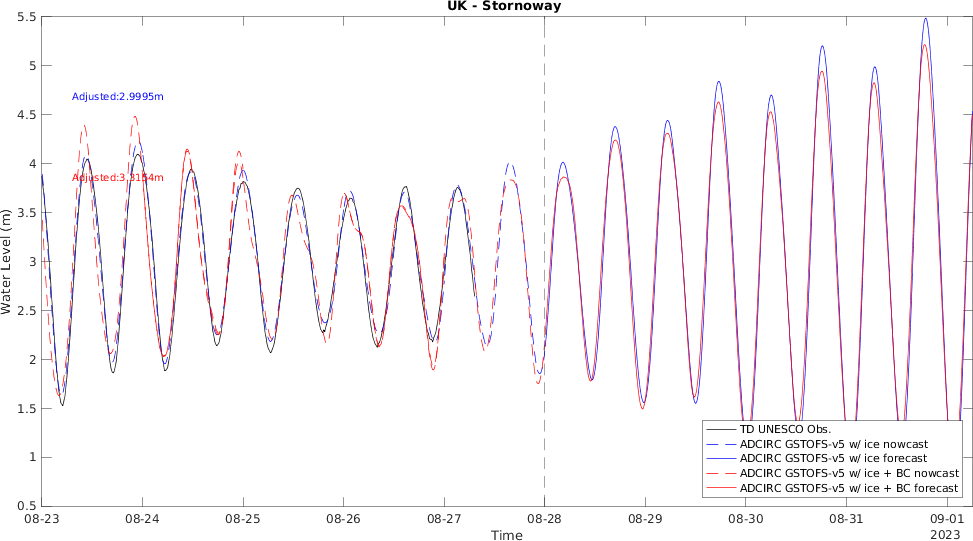 UK - Stornoway
5.5
5
4.5
4
3.5
3
2.5
2
1.5
1
0.5
Water Level (m)
Adjusted:2.9995m
Adjusted:3.3154m
TD UNESCO Obs.
ADCIRC GSTOFS-v5 w/ ice nowcast
ADCIRC GSTOFS-v5 w/ ice forecast
ADCIRC GSTOFS-v5 w/ ice + BC nowcast
ADCIRC GSTOFS-v5 w/ ice + BC forecast
08-23 08-24 08-25 08-26 08-27 08-28 08-29 08-30 08-31 09-01
2023
Time